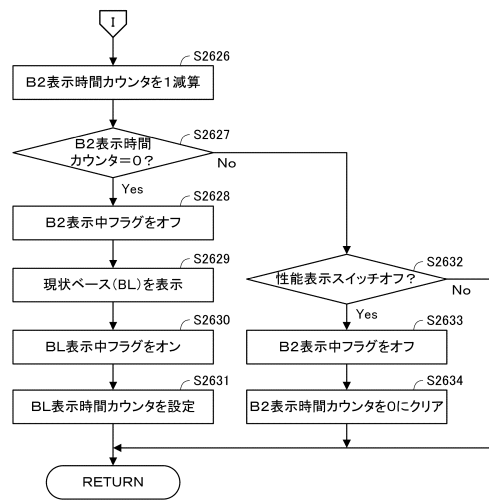 I
S2626
B2表示時間カウンタを1減算
S2627
B2表示時間
カウンタ=0?
No
Yes
S2628
B2表示中フラグをオフ
S2629
現状ベース(BL)を表示
S2630
BL表示中フラグをオン
S2631
BL表示時間カウンタを設定
S2632
性能表示スイッチオフ?
No
Yes
S2633
B2表示中フラグをオフ
S2634
B2表示時間カウンタを0にクリア
RETURN